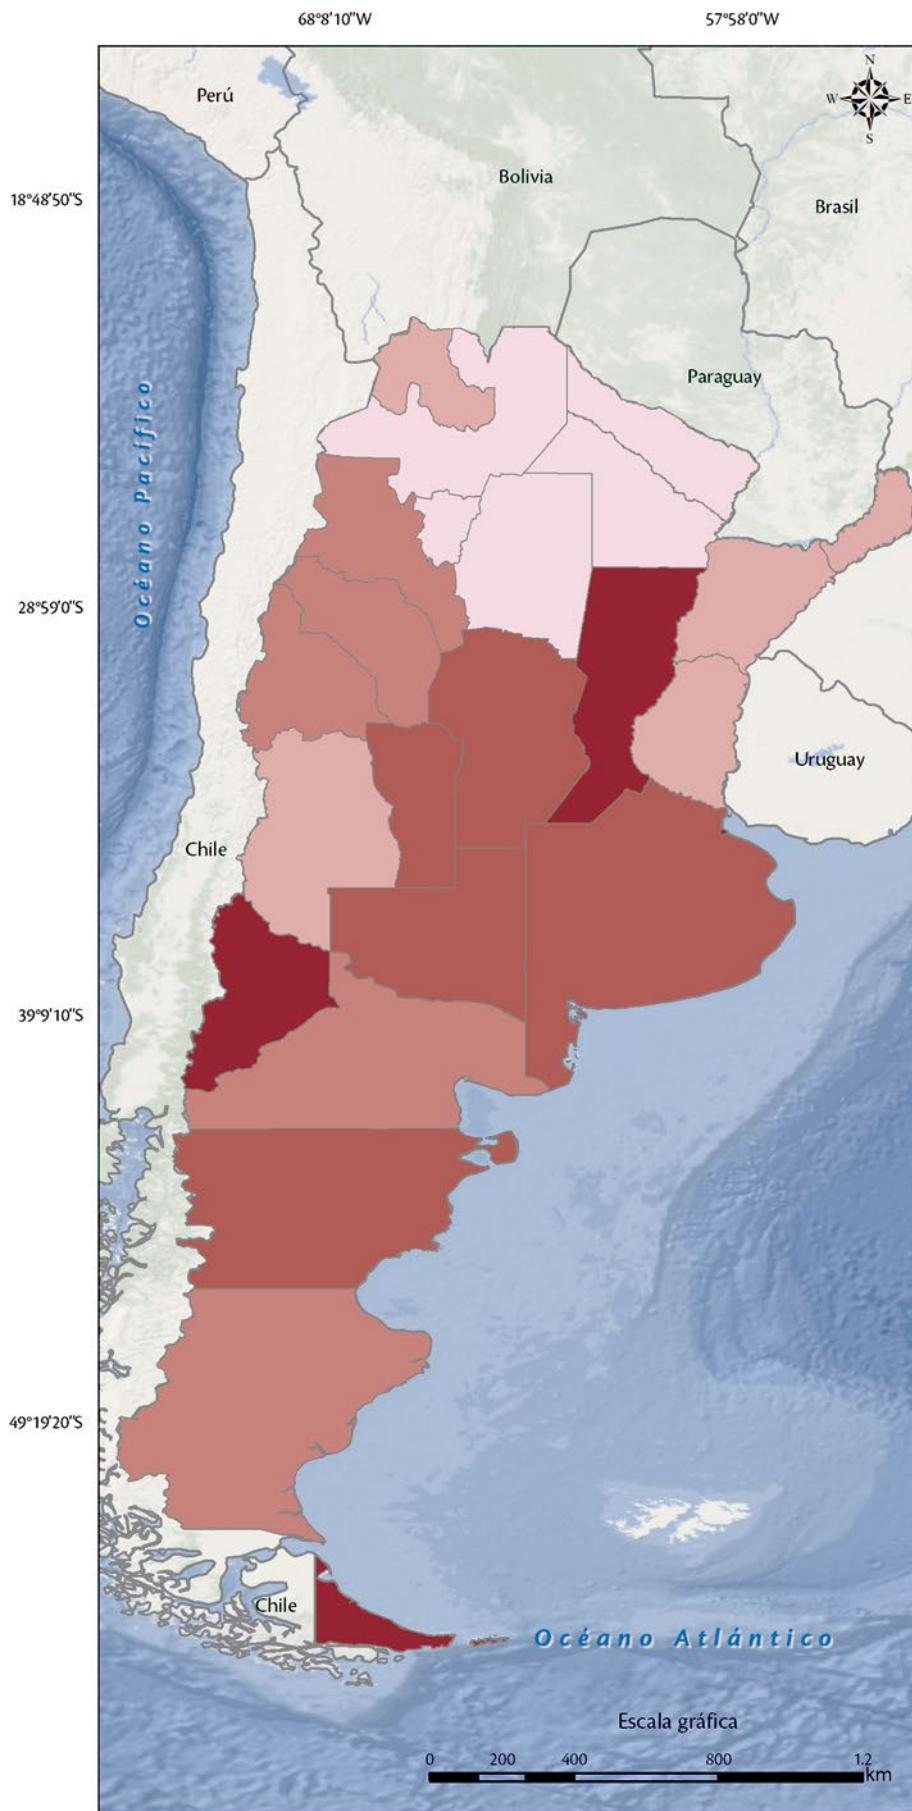 68°8'10"W
57°58'0"W
N
W
E
S
Perú
18°48'50"S
Bolivia
Brasil
Paraguay
Océano Pacífico
28°59'0"S
Uruguay
Chile
39°9'10"S
49°19'20"S
Chile
Océano Atlántico
Escala gráfica
0 200 400 800 1.2
km